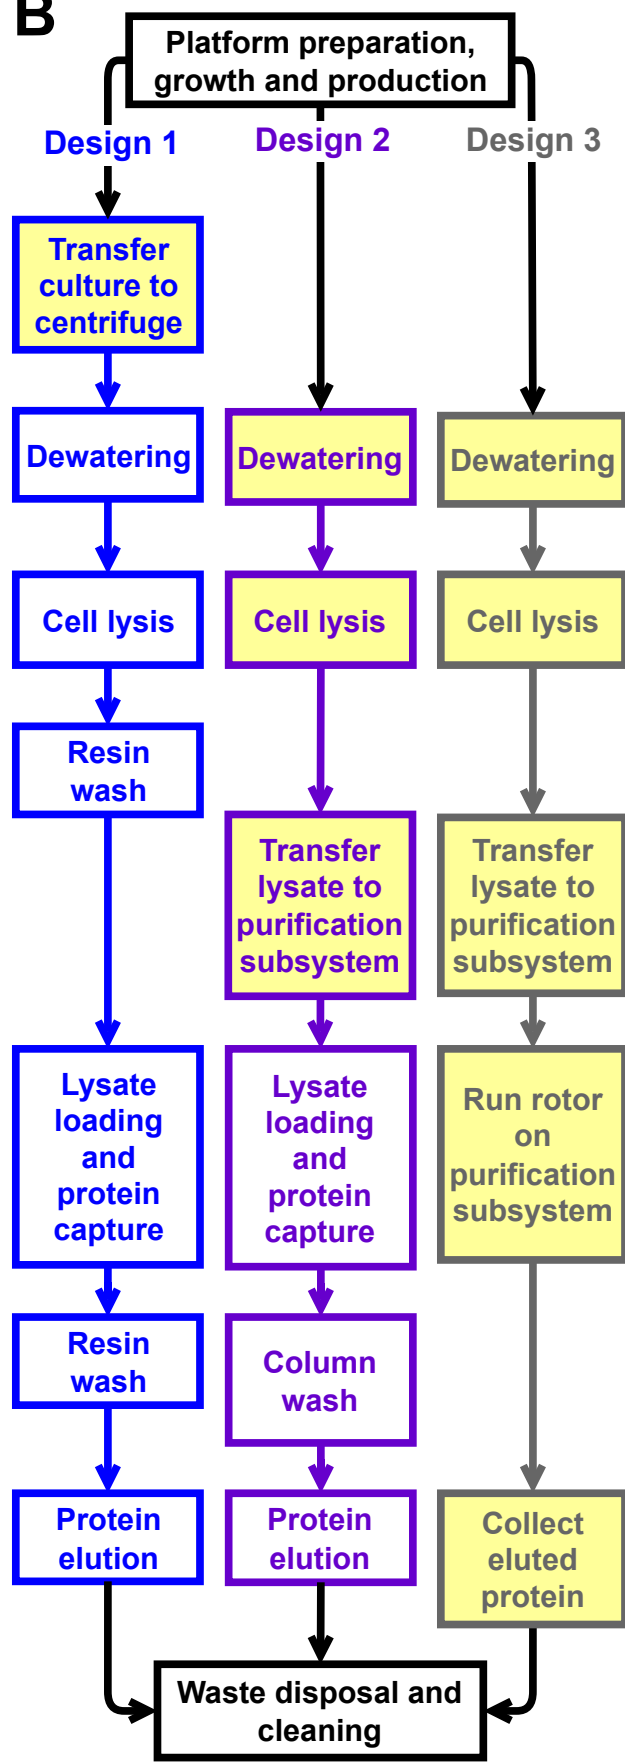 B
Platform preparation,
growth and production
Design 1
Design 2
Design 3
Transfer
culture to
centrifuge
Dewatering
Dewatering
Dewatering
Cell lysis
Cell lysis
Cell lysis
Resin
wash
Transfer
lysate to
purification
subsystem
Transfer
lysate to
purification
subsystem
Lysate
loading
and
protein
capture
Lysate
loading
and
protein
capture
Run rotor
on
purification
subsystem
Resin
wash
Column
wash
Protein
elution
Protein
elution
Collect
eluted
protein
Waste disposal and
cleaning